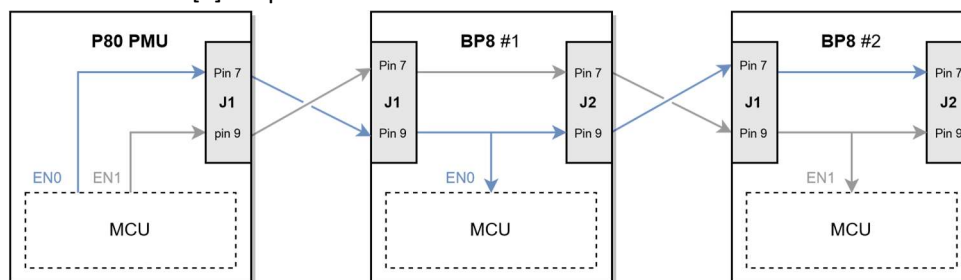 P80 PMU
BP8 #1
BP8 #2
Pin 7
J1
pin 9
Pin 7
J1
Pin 9
Pin 7
J2
Pin 9
Pin 7
J1
Pin 9
Pin 7
J2
Pin 9
EN0
EN1
EN0
EN1
MCU
MCU
MCU